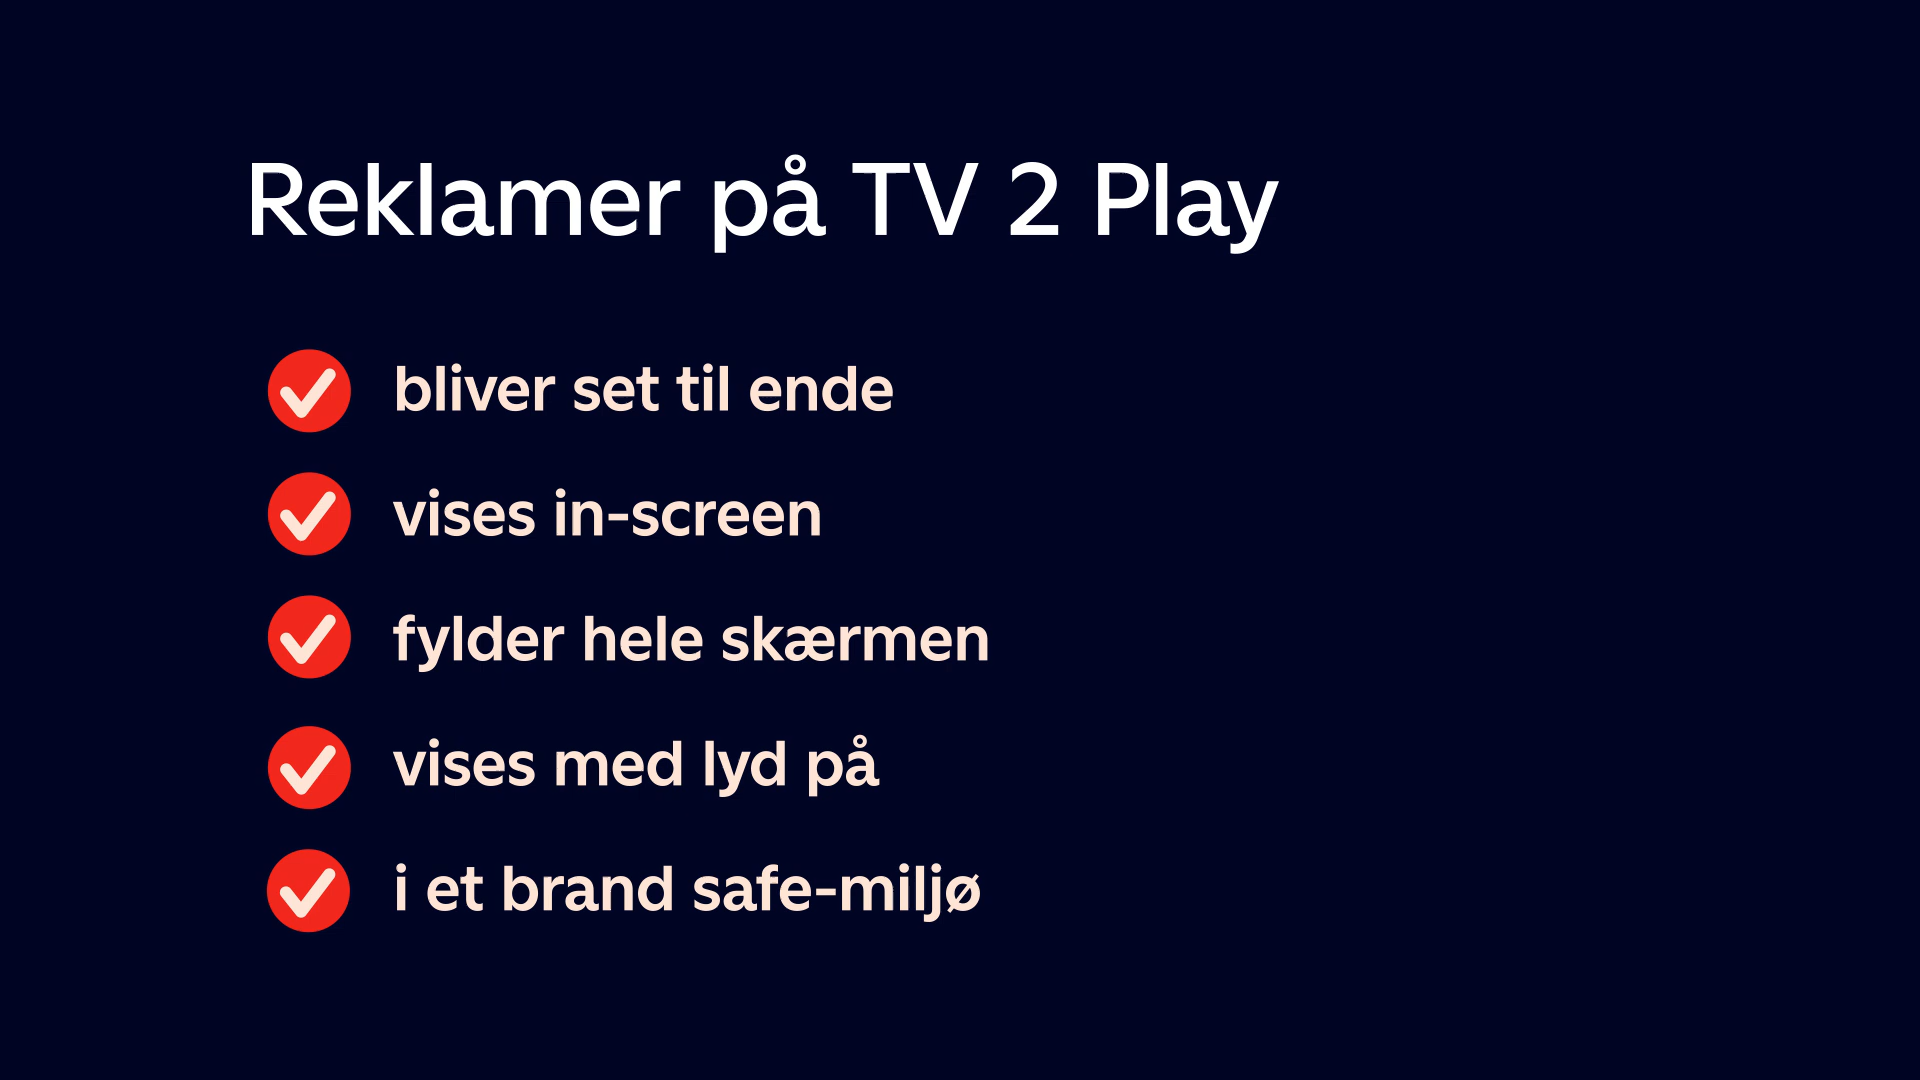 Reklamer på TV 2 Play
bliver set til ende
vises in-screen
fylder hele skærmen
vises med lyd på
i et brand safe-miljø